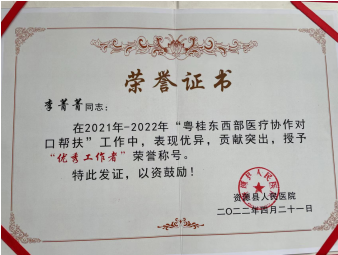 荣誉证书
李菁菁同志：
在2021年-2022年“粤桂东西部医疗协作对
口帮扶”工作中，表现优异，贡献突出，授予
“优秀工作者”荣誉称号。
特此发证，以资鼓励！
资源县人民医院
二〇二二年四月二十一日